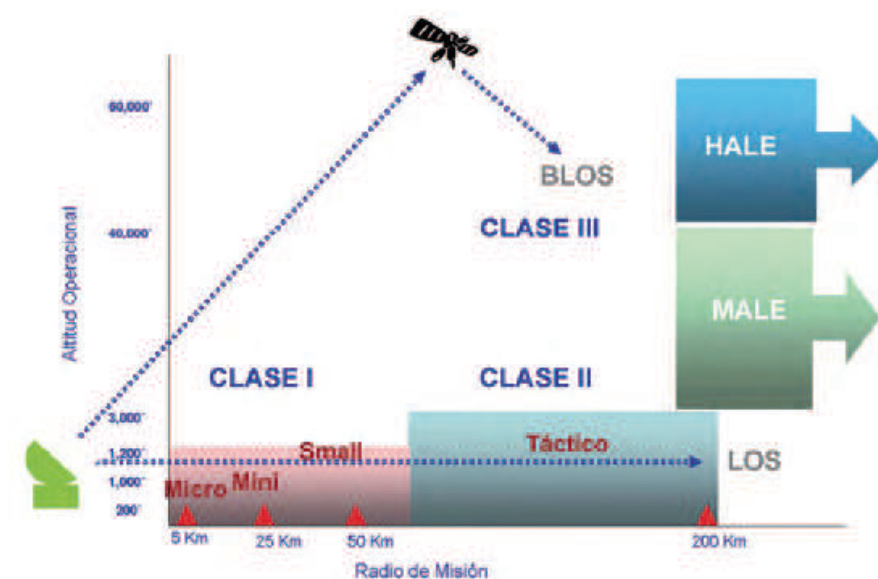 60,000´
HALE
BLOS
CLASE III
40,000´
Altitud Operacional
MALE
CLASE I
CLASE II
3,000´
Small
Táctico
1,200´
LOS
1,000´
Micro
Mini
200´
5 Km
25 Km
50 Km
200 Km
Radio de Misión